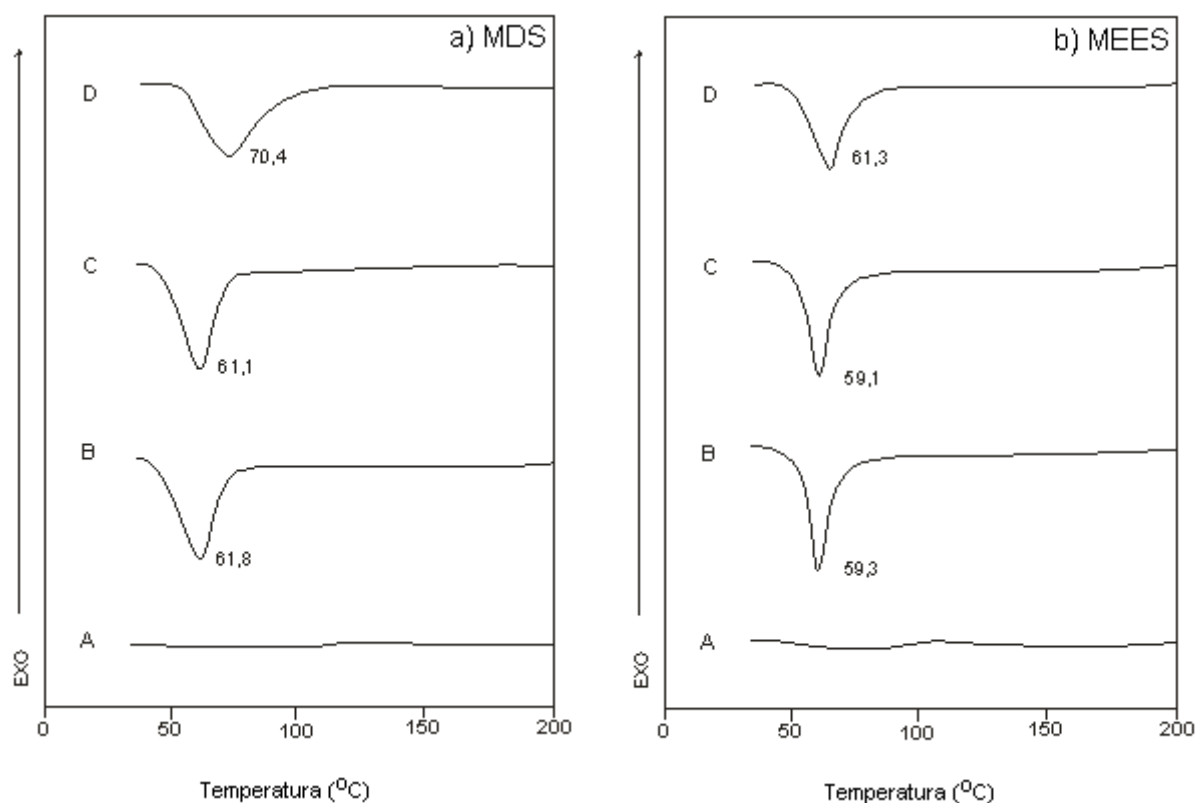 a) MDS
D
70,4
C
61,1
B
61,8
A
EXO
0 50 100 150 200
Temperatura (ºC)
b) MEES
D
61,3
C
59,1
B
59,3
A
EXO
0 50 100 150 200
Temperatura (ºC)